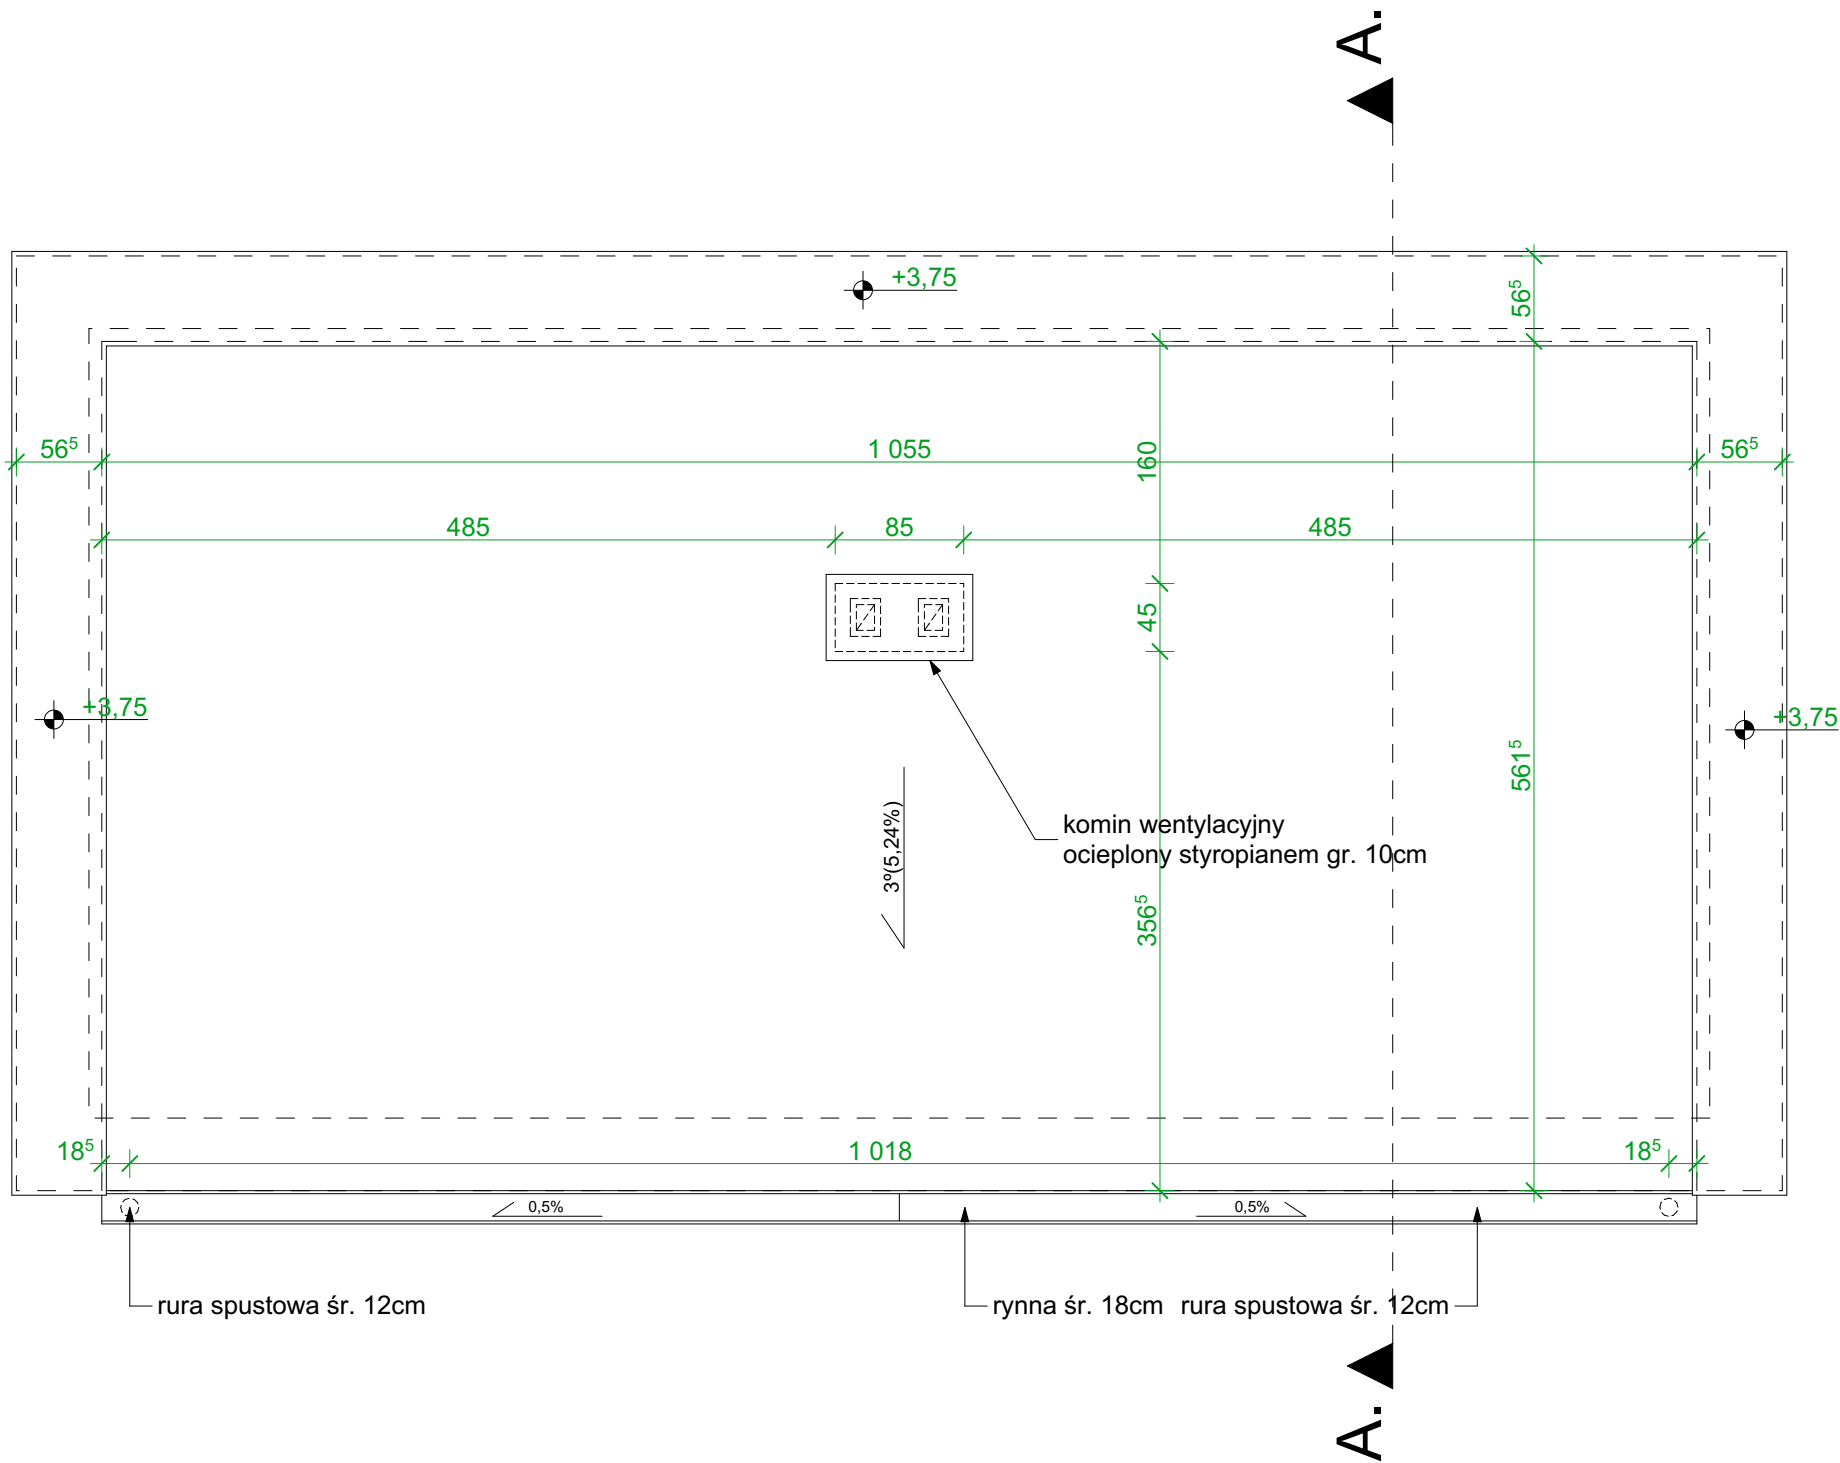 A.
+3,75
56⁵
56⁵
1 055
160
56⁵
485
85
485
45
+3,75
+3,75
561⁵
3º(5,24%)
komin wentylacyjny
ocieplony styropianem gr. 10cm
356⁵
18⁵
1 018
18⁵
0,5%
0,5%
rura spustowa śr. 12cm
rynna śr. 18cm
rura spustowa śr. 12cm
A.